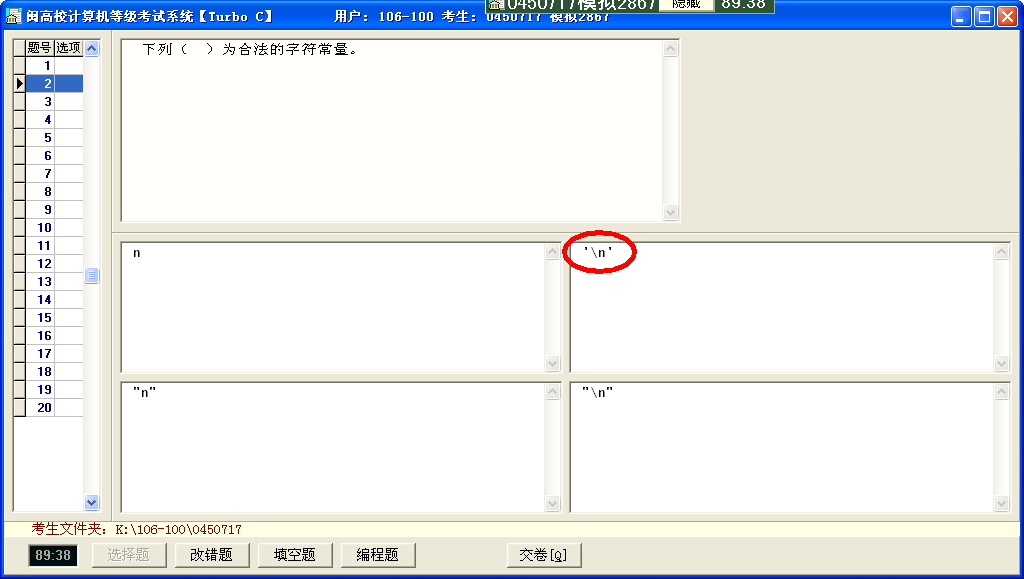 闽高校计算机等级考试系统【Turbo C】 用户：106-100 考生：0450717 模拟2867
0450717模拟2867 隐藏 89:38
题号 选项
1
2
3
4
5
6
7
8
9
10
11
12
13
14
15
16
17
18
19
20
下列（ ）为合法的字符常量。
n
'\n'
"n"
"\n"
考生文件夹：K:\106-100\0450717
89:38 选择题 改错题 填空题 编程题 交卷[Q]